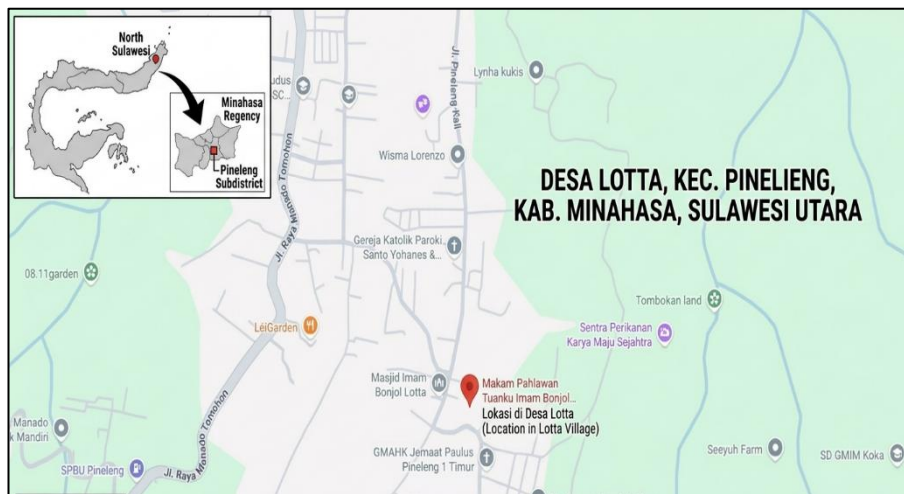 North
Sulawesi
Minahasa
Regency
Pineleng
Subdistrict
udus
SC...
Jl. Raya Manado Tomohon
Jl. Pineleng Kali
Lynha kukis
Wisma Lorenzo
DESA LOTTA, KEC. PINELIENG,
KAB. MINAHASA, SULAWESI UTARA
Gereja Katolik Paroki
Santo Yohanes &...
08.11garden
LeiGarden
Tombokan land
Sentra Perikanan
Karya Maju Sejahtra
Masjid Imam
Bonjol Lotta
Makam Pahlawan
Tuanku Imam Bonjol...
Lokasi di Desa Lotta
(Location in Lotta Village)
GMAHK Jemaat Paulus
Pineleng 1 Timur
Manado
k Mandiri
SPBU Pineleng
Jl. Raya Monado Tomohon
Seeyuh Farm
SD GMIM Koka